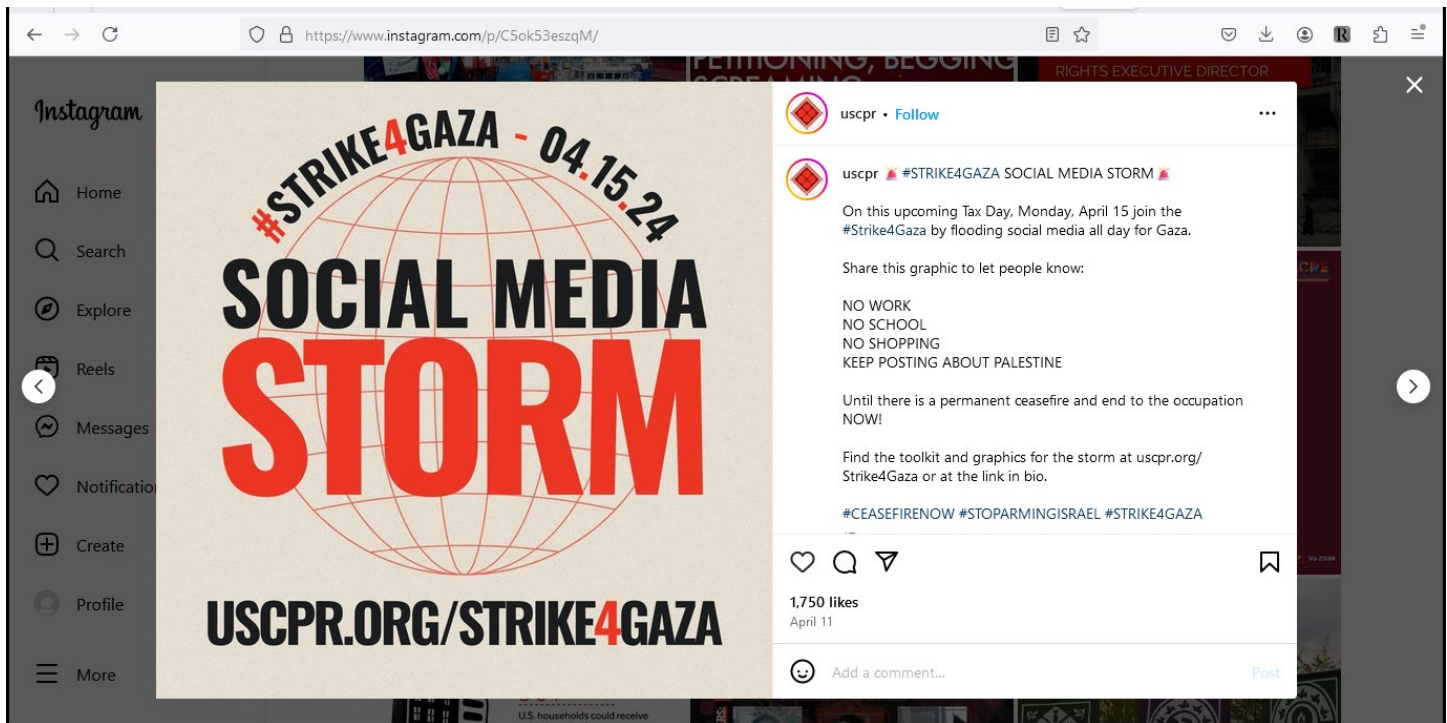 https://www.instagram.com/p/C5ok53eszqM/
R
PETITIONING, BEGGING
SCREAMING
RIGHTS EXECUTIVE DIRECTOR
Instagram
Home
Search
Explore
Reels
Messages
Notification
Create
Profile
More
#STRIKE4GAZA - 04.15.24
SOCIAL MEDIA
STORM
USCPR.ORG/STRIKE4GAZA
uscpr • Follow
uscpr 🚨 #STRIKE4GAZA SOCIAL MEDIA STORM 🚨
On this upcoming Tax Day, Monday, April 15 join the
#Strike4Gaza by flooding social media all day for Gaza.
Share this graphic to let people know:
NO WORK
NO SCHOOL
NO SHOPPING
KEEP POSTING ABOUT PALESTINE
Until there is a permanent ceasefire and end to the occupation
NOW!
Find the toolkit and graphics for the storm at uscpr.org/
Strike4Gaza or at the link in bio.
#CEASEFIRENOW #STOPARMINGISRAEL #STRIKE4GAZA
1,750 likes
April 11
Add a comment...
Post
CRE
Via ZOOM
U.S. households could receive